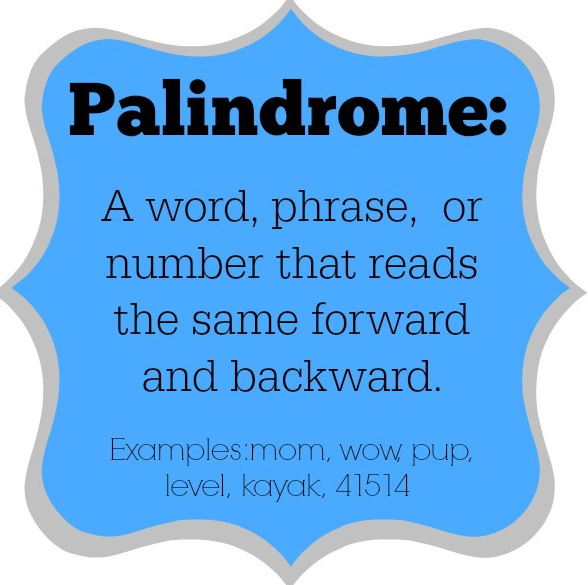 Palindrome:
A word, phrase, or
number that reads
the same forward
and backward.
Examples:mom, wow, pup,
level, kayak, 41514